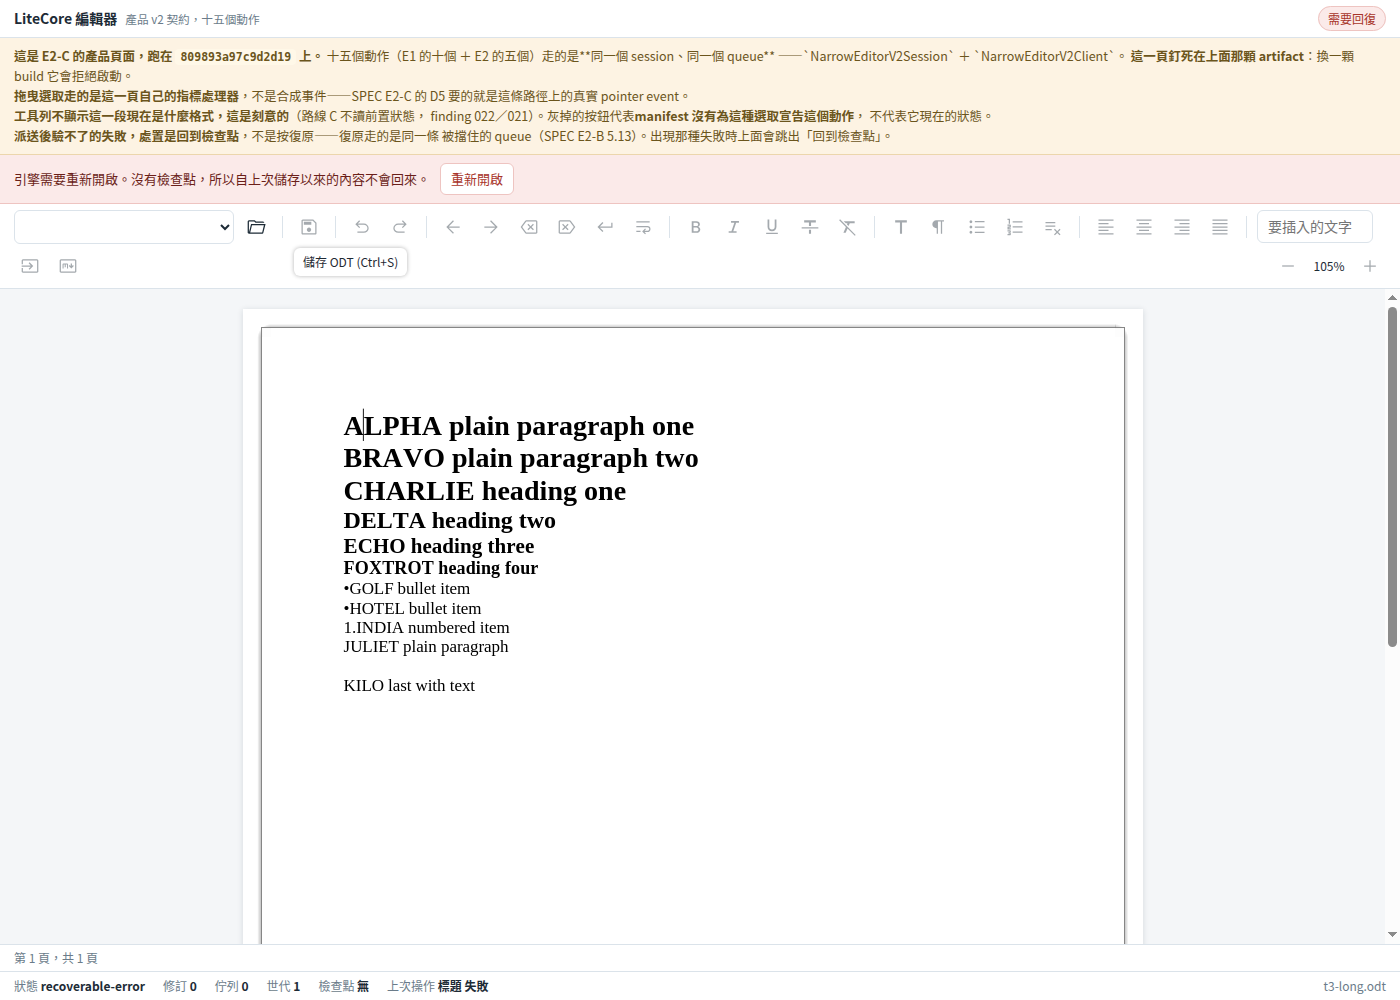 LiteCore 編輯器 產品 v2 契約，十五個動作 需要回復
這是 E2-C 的產品頁面，跑在 809893a97c9d2d19 上。 十五個動作（E1 的十個 ＋ E2 的五個）走的是**同一個 session、同一個 queue** ——`NarrowEditorV2Session` ＋ `NarrowEditorV2Client`。 這一頁釘死在上面那顆 artifact：換一顆
build 它會拒絕啟動。
拖曳選取走的是這一頁自己的指標處理器，不是合成事件——SPEC E2-C 的 D5 要的就是這條路徑上的真實 pointer event。
工具列不顯示這一段現在是什麼格式，這是刻意的（路線 C 不讀前置狀態， finding 022／021）。灰掉的按鈕代表manifest 沒有為這種選取宣告這個動作， 不代表它現在的狀態。
派送後驗不了的失敗，處置是回到檢查點，不是按復原——復原走的是同一條 被擋住的 queue（SPEC E2-B 5.13）。出現那種失敗時上面會跳出「回到檢查點」。
引擎需要重新開啟。沒有檢查點，所以自上次儲存以來的內容不會回來。 重新開啟
B I U T T ¶ 要插入的文字
M 儲存 ODT (Ctrl+S) 105%
ALPHA plain paragraph one
BRAVO plain paragraph two
CHARLIE heading one
DELTA heading two
ECHO heading three
FOXTROT heading four
•GOLF bullet item
•HOTEL bullet item
1.INDIA numbered item
JULIET plain paragraph
KILO last with text
第 1 頁，共 1 頁
狀態 recoverable-error 修訂 0 佇列 0 世代 1 檢查點 無 上次操作 標題 失敗 t3-long.odt